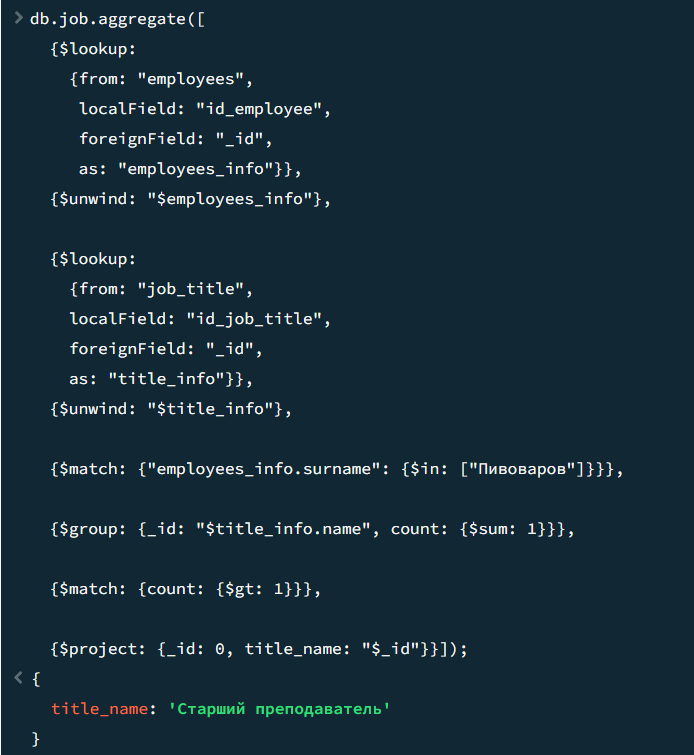 db.job.aggregate([
{$lookup:
{from: "employees",
localField: "id_employee",
foreignField: "_id",
as: "employees_info"}},
{$unwind: "$employees_info"},
{$lookup:
{from: "job_title",
localField: "id_job_title",
foreignField: "_id",
as: "title_info"}},
{$unwind: "$title_info"},
{$match: {"employees_info.surname": {$in: ["Пивоваров"]}}},
{$group: {_id: "$title_info.name", count: {$sum: 1}}},
{$match: {count: {$gt: 1}}},
{$project: {_id: 0, title_name: "$_id"}}]);
{
title_name: 'Старший преподаватель'
}